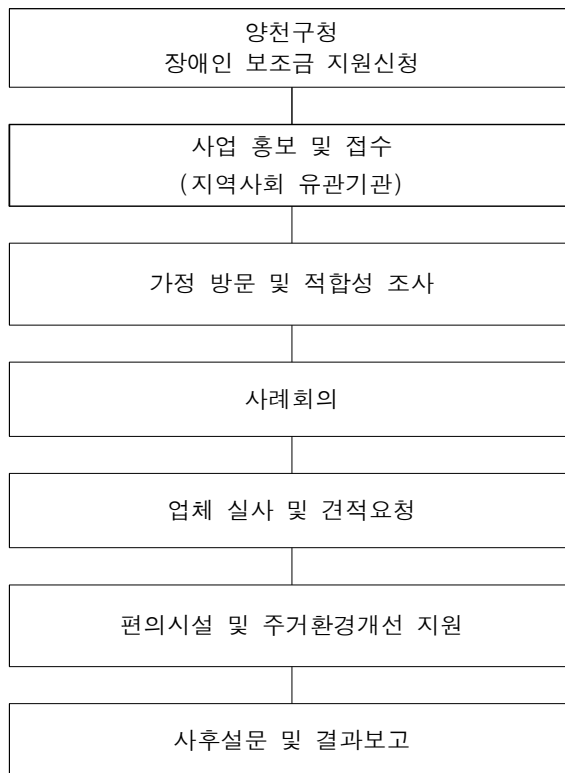 양천구청
장애인 보조금 지원신청
사업 홍보 및 접수
(지역사회 유관기관)
가정 방문 및 적합성 조사
사례회의
업체 실사 및 견적요청
편의시설 및 주거환경개선 지원
사후설문 및 결과보고